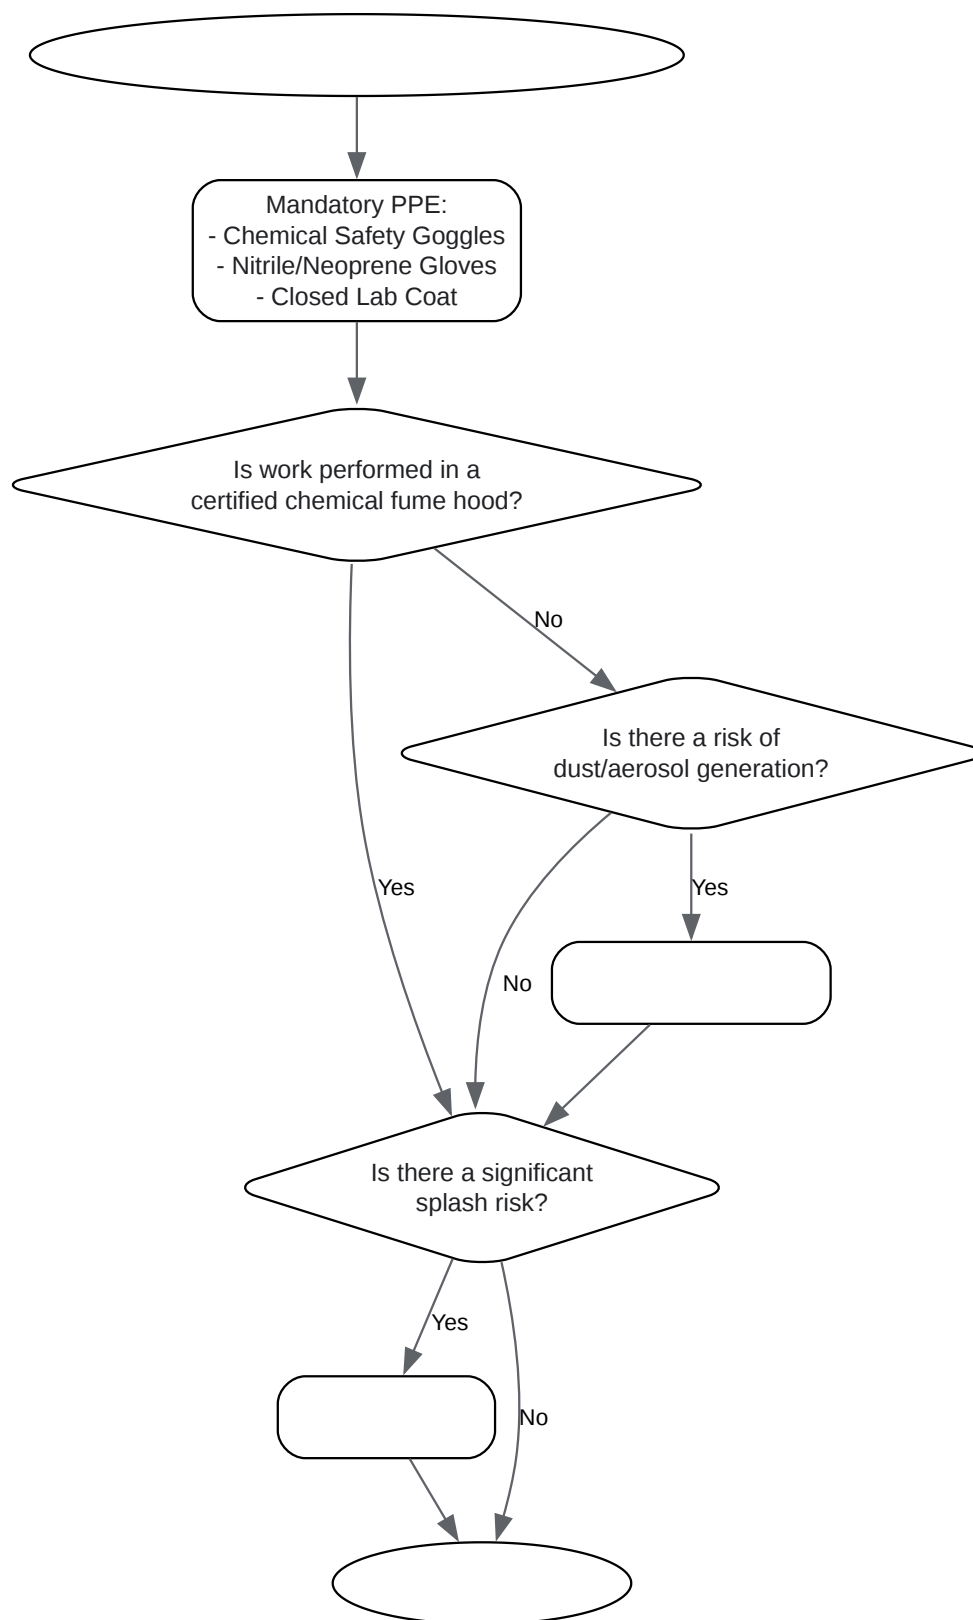 Mandatory PPE:
- Chemical Safety Goggles
- Nitrile/Neoprene Gloves
- Closed Lab Coat
Is work performed in a
certified chemical fume hood?
No
Is there a risk of
dust/aerosol generation?
Yes
Yes
No
Is there a significant
splash risk?
Yes
No